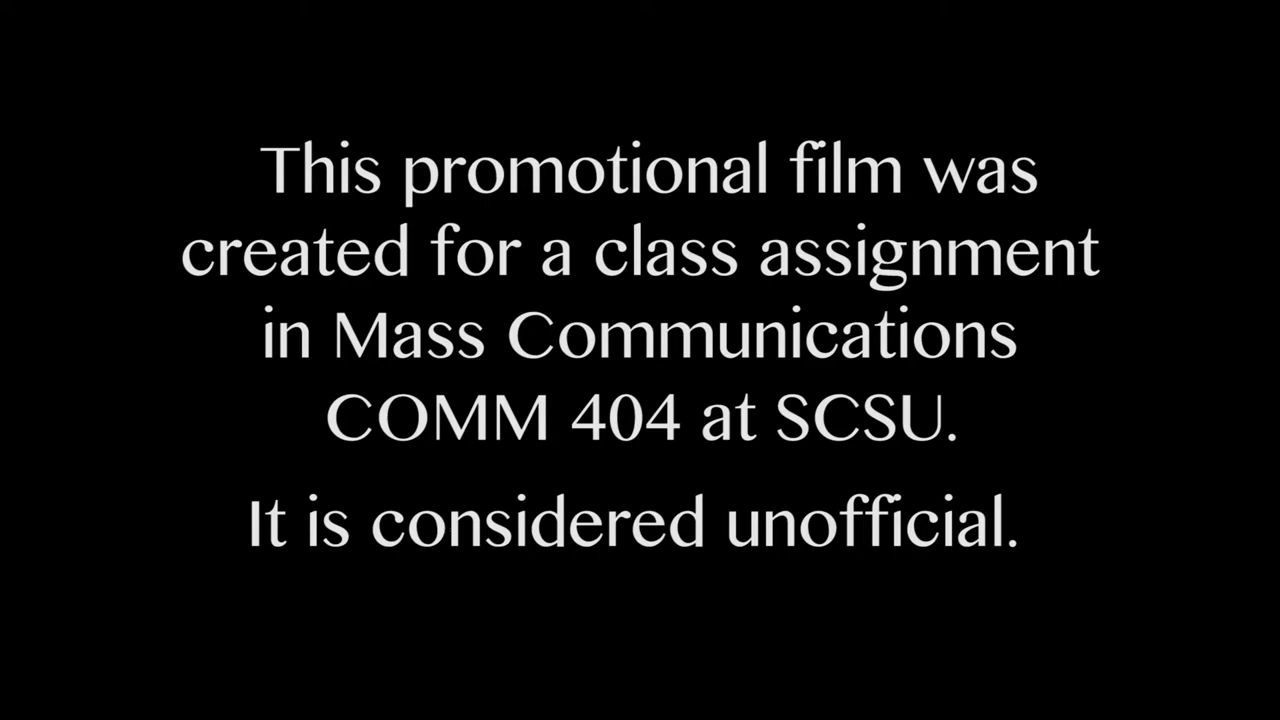 This promotional film was
created for a class assignment
in Mass Communications
COMM 404 at SCSU.
It is considered unofficial.